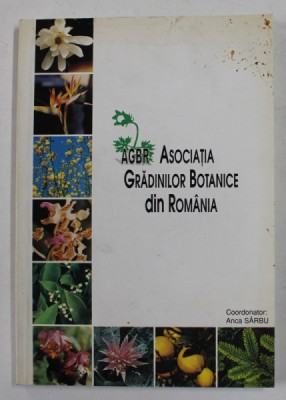 AGBR ASOCIAȚIA
GRĂDINILOR BOTANICE
din ROMÂNIA
Coordonator:
Anca SÂRBU